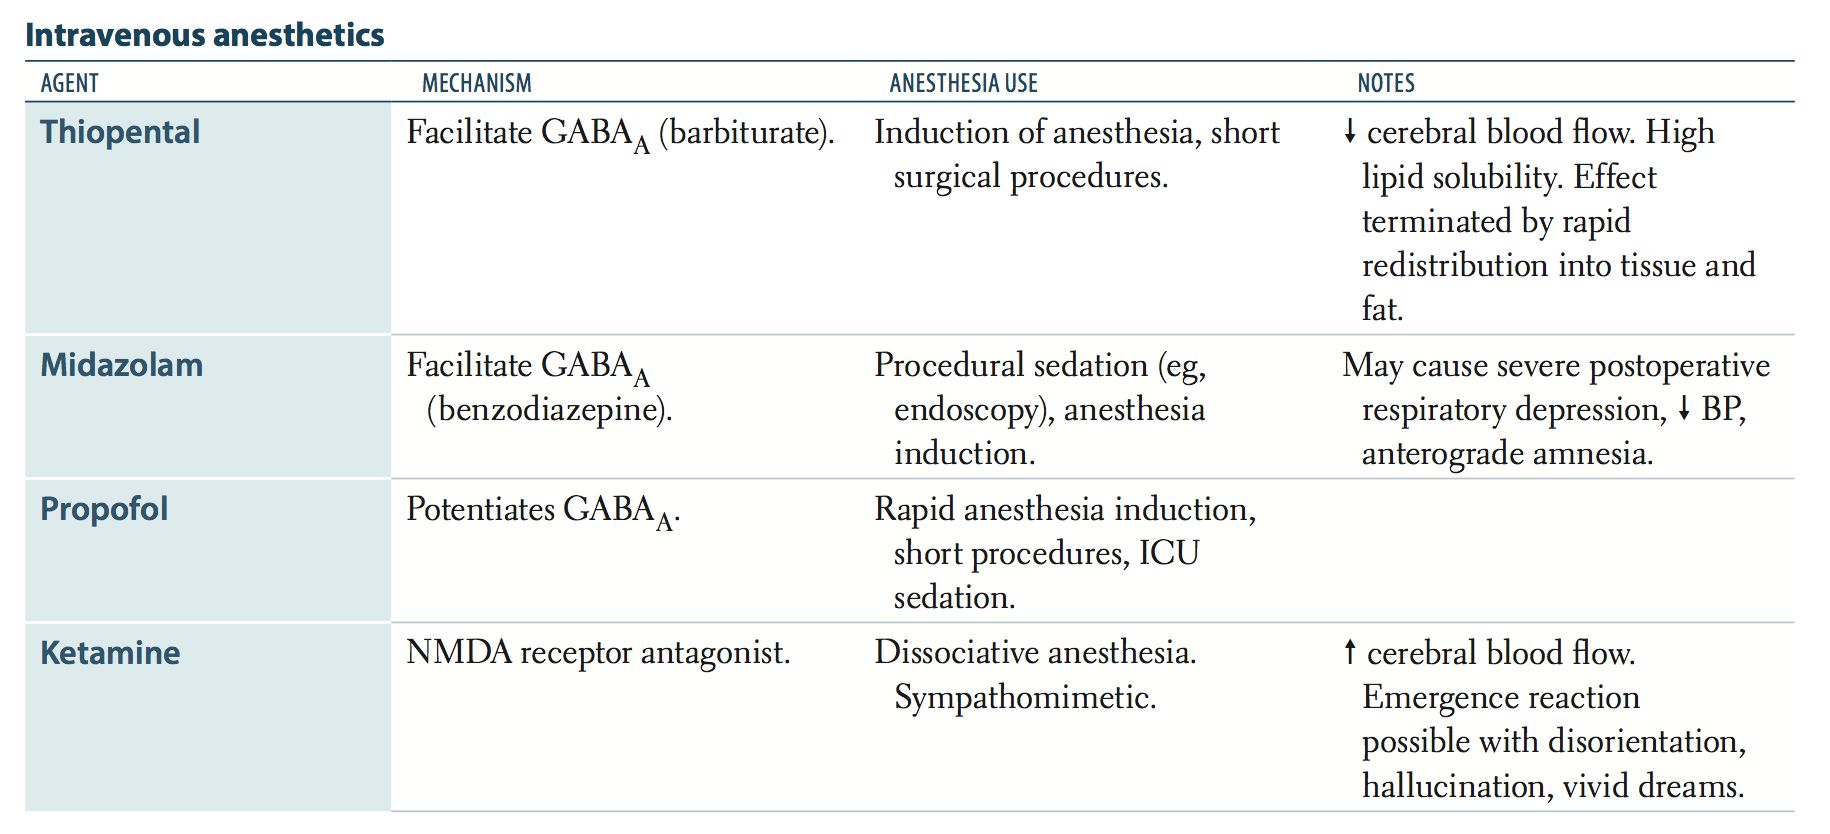 Intravenous anesthetics
AGENT MECHANISM ANESTHESIA USE NOTES
Thiopental
Facilitate GABAA (barbiturate).
Induction of anesthesia, short
surgical procedures.
↓ cerebral blood flow. High
lipid solubility. Effect
terminated by rapid
redistribution into tissue and
fat.
Midazolam
Facilitate GABAA
(benzodiazepine).
Procedural sedation (eg,
endoscopy), anesthesia
induction.
May cause severe postoperative
respiratory depression, ↓ BP,
anterograde amnesia.
Propofol
Potentiates GABAA.
Rapid anesthesia induction,
short procedures, ICU
sedation.
Ketamine
NMDA receptor antagonist.
Dissociative anesthesia.
Sympathomimetic.
↑ cerebral blood flow.
Emergence reaction
possible with disorientation,
hallucination, vivid dreams.